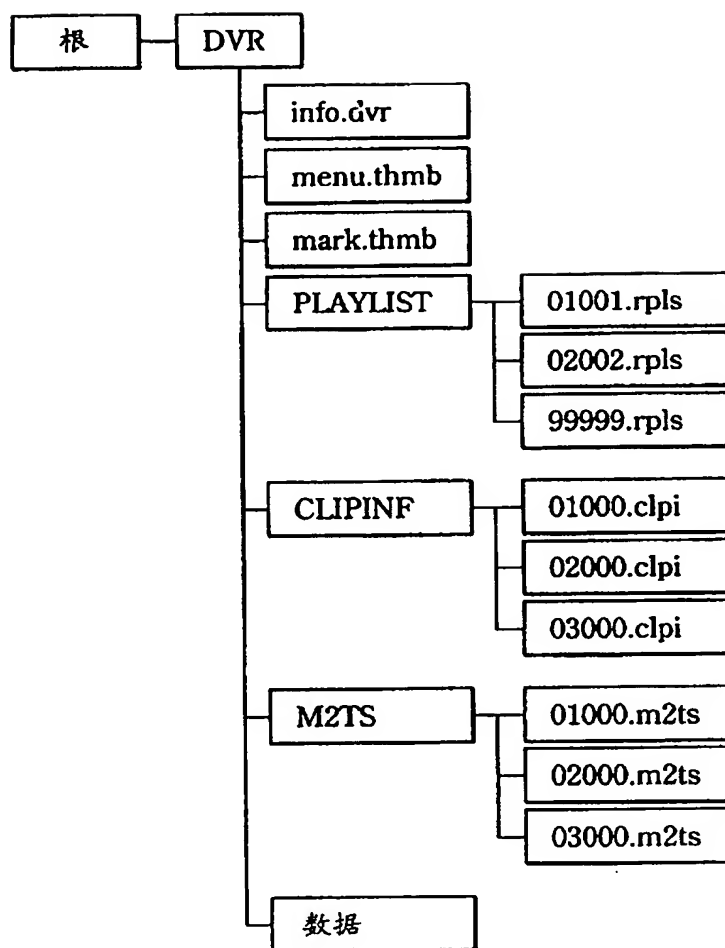 根
DVR
info.dvr
menu.thmb
mark.thmb
PLAYLIST
01001.rpls
02002.rpls
99999.rpls
CLIPINF
01000.clpi
02000.clpi
03000.clpi
M2TS
01000.m2ts
02000.m2ts
03000.m2ts
数据